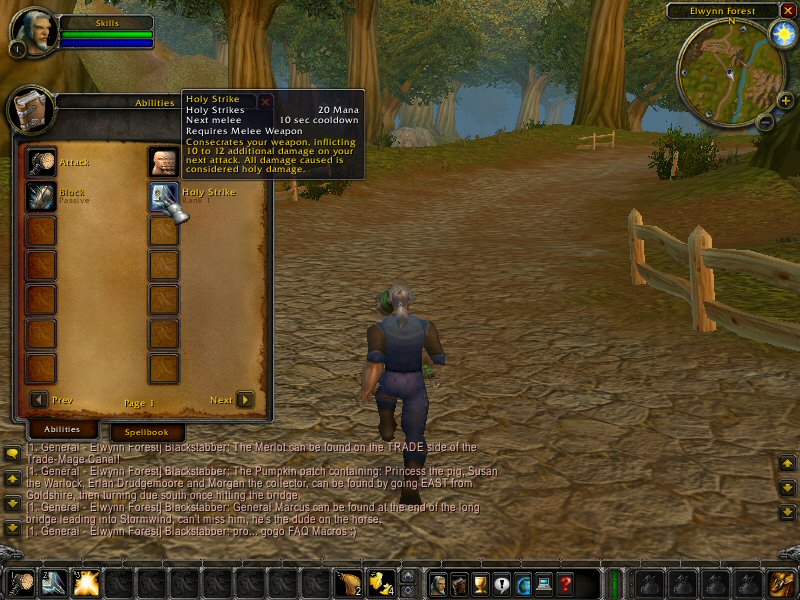 Skills
1
Elwynn Forest
N
Abilities
Holy Strike
Holy Strikes 20 Mana
Next melee 10 sec cooldown
Requires Melee Weapon
Consecrates your weapon, inflicting
10 to 12 additional damage on your
next attack. All damage caused is
considered holy damage.
Attack
Block
Passive
Holy Strike
Rank 1
Prev
Page 1
Next
Abilities
Spellbook
[1. General - Elwynn Forest] Blackstabber: The Merlot can be found on the TRADE side of the
Trade-Mage Canal!
[1. General - Elwynn Forest] Blackstabber: The Pumpkin patch containing: Princess the pig, Susan
the Warlock, Erlan Drudgemoore and Morgan the collector, can be found by going EAST from
Goldshire, then turning due south once hitting the bridge.
[1. General - Elwynn Forest] Blackstabber: General Marcus can be found at the end of the long
bridge leading into Stormwind, can't miss him, he's the dude on the horse.
[1. General - Elwynn Forest] Blackstabber: pro... gogo FAQ Macros ;)
2
3
2
4